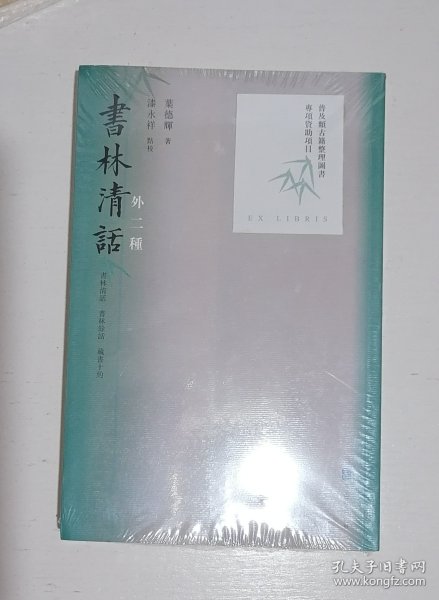 書林清話
外二種
書林清話 書林餘話 藏書十約
葉德輝 著
漆永祥 點校
普及類古籍整理圖書
專項資助項目
EX LIBRIS
孔夫子旧书网
www.kongfz.com